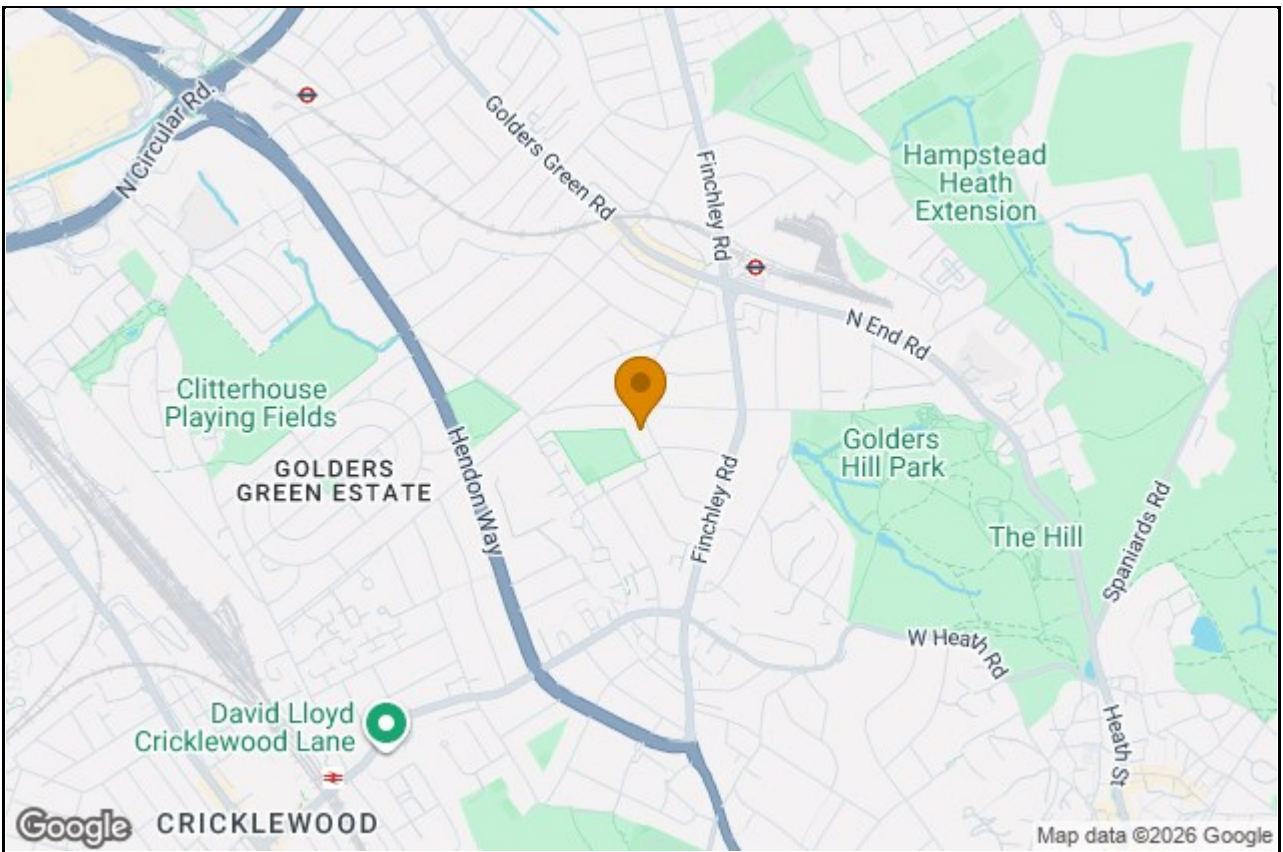 N Circular Rd.
Golders Green Rd
Finchley Rd
Hampstead
Heath
Extension
N End Rd
Clitterhouse
Playing Fields
GOLDERS
GREEN ESTATE
Hendon Way
Golders
Hill Park
Finchley Rd
The Hill
Spaniards Rd
W Heath Rd
David Lloyd
Cricklewood Lane
Heath St
Google
CRICKLEWOOD
Map data ©2026 Google